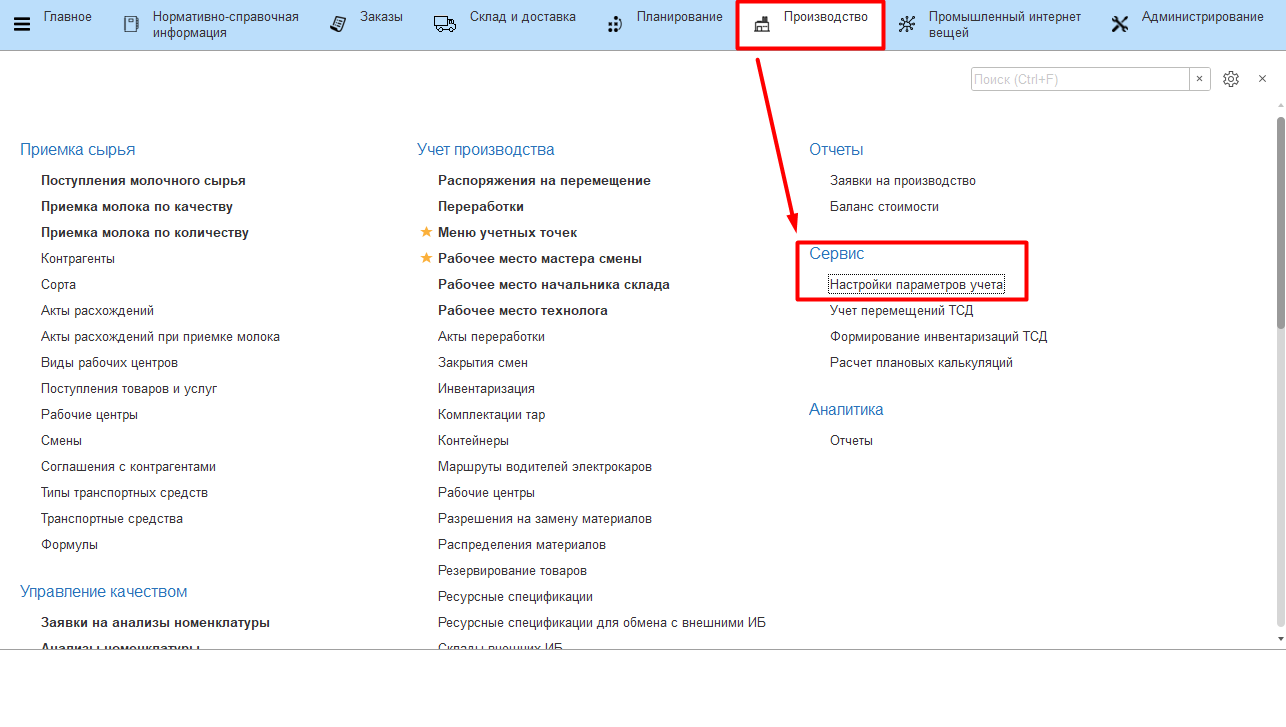 Главное
Нормативно-справочная
информация
Заказы
Склад и доставка
Планирование
Производство
Промышленный интернет
вещей
Администрирование
Поиск (Ctrl+F)
Приемка сырья
Поступления молочного сырья
Приемка молока по качеству
Приемка молока по количеству
Контрагенты
Сорта
Акты расхождений
Акты расхождений при приемке молока
Виды рабочих центров
Поступления товаров и услуг
Рабочие центры
Смены
Соглашения с контрагентами
Типы транспортных средств
Транспортные средства
Формулы
Управление качеством
Заявки на анализы номенклатуры
Анализы номенклатуры
Учет производства
Распоряжения на перемещение
Переработки
Меню учетных точек
Рабочее место мастера смены
Рабочее место начальника склада
Рабочее место технолога
Акты переработки
Закрытия смен
Инвентаризация
Комплектации тар
Контейнеры
Маршруты водителей электрокаров
Рабочие центры
Разрешения на замену материалов
Распределения материалов
Резервирование товаров
Ресурсные спецификации
Ресурсные спецификации для обмена с внешними ИБ
Склады внешних ИБ
Отчеты
Заявки на производство
Баланс стоимости
Сервис
Настройки параметров учета
Учет перемещений ТСД
Формирование инвентаризаций ТСД
Расчет плановых калькуляций
Аналитика
Отчеты